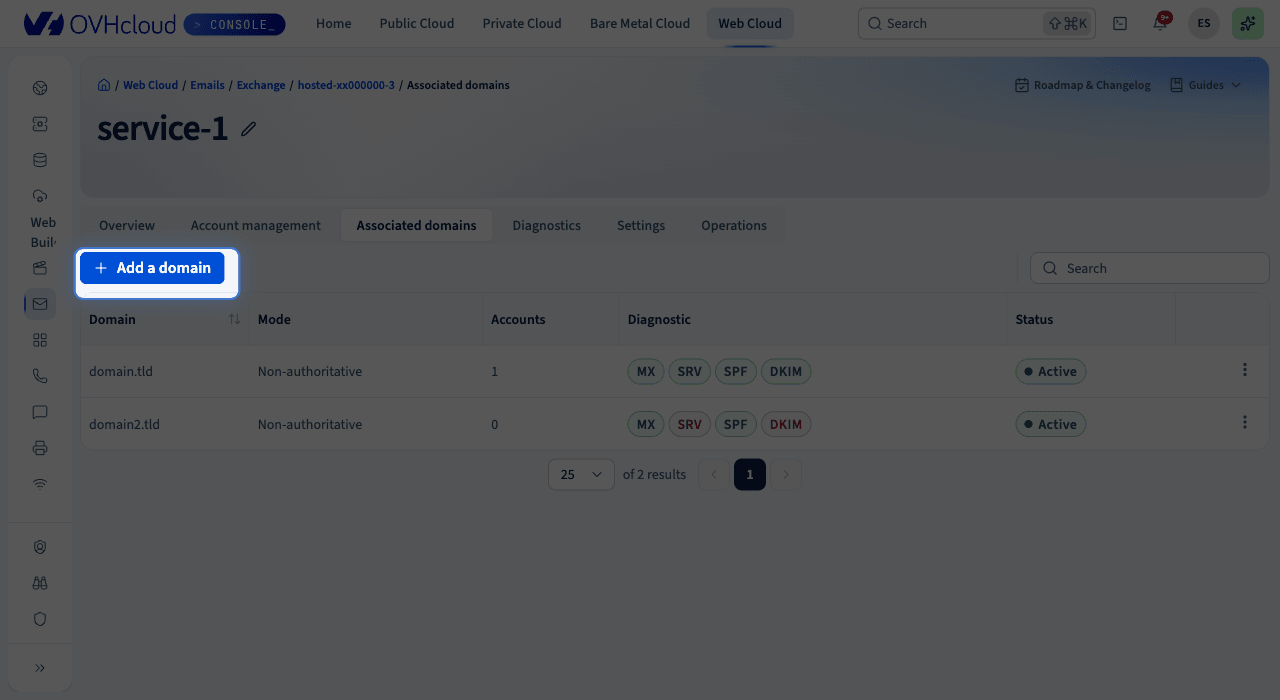 OVHcloud
> CONSOLE_
Home
Public Cloud
Private Cloud
Bare Metal Cloud
Web Cloud
Search
⇧⌘K
9+
ES
/ Web Cloud / Emails / Exchange / hosted-xx000000-3 / Associated domains
Roadmap & Changelog
Guides
service-1
Web
Buil
Overview
Account management
Associated domains
Diagnostics
Settings
Operations
+ Add a domain
Search
Domain
Mode
Accounts
Diagnostic
Status
domain.tld
Non-authoritative
1
MX SRV SPF DKIM
Active
domain2.tld
Non-authoritative
0
MX SRV SPF DKIM
Active
25
of 2 results
1